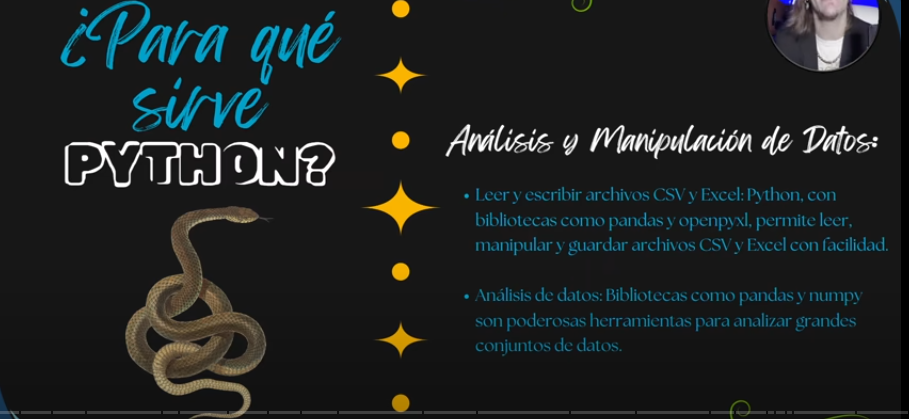 ¿Para qué
sirve
PYTHON?
Análisis y Manipulación de Datos:
• Leer y escribir archivos CSV y Excel: Python, con
bibliotecas como pandas y openpyxl, permite leer,
manipular y guardar archivos CSV y Excel con facilidad.
• Análisis de datos: Bibliotecas como pandas y numpy
son poderosas herramientas para analizar grandes
conjuntos de datos.